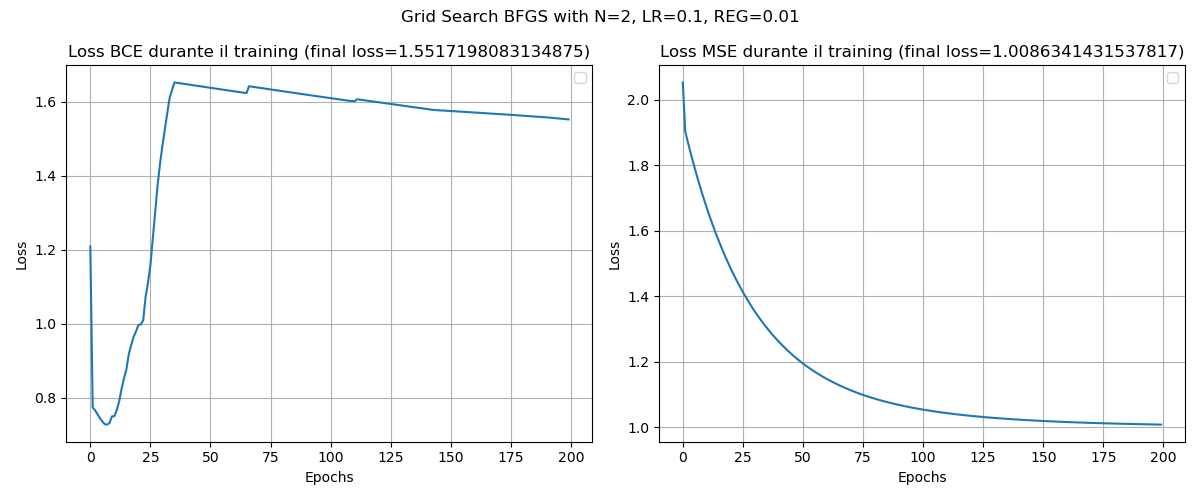 Grid Search BFGS with N=2, LR=0.1, REG=0.01
Loss BCE durante il training (final loss=1.5517198083134875)
Loss
1.6
1.4
1.2
1.0
0.8
0 25 50 75 100 125 150 175 200
Epochs
Loss MSE durante il training (final loss=1.0086341431537817)
Loss
2.0
1.8
1.6
1.4
1.2
1.0
0 25 50 75 100 125 150 175 200
Epochs